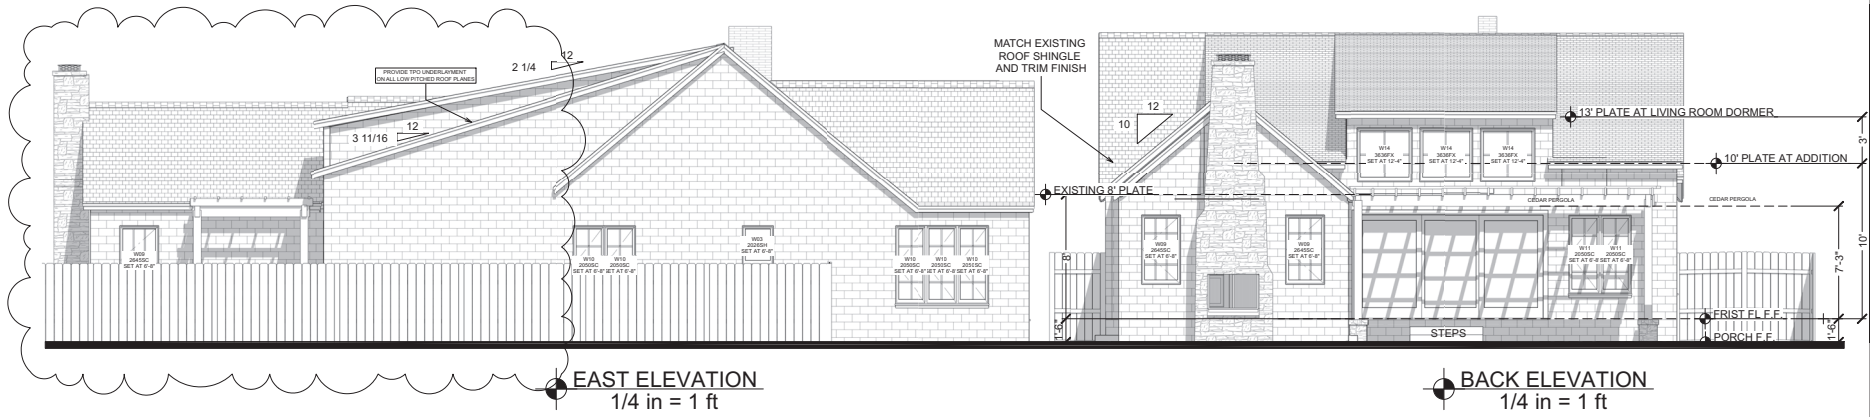 PROVIDE TPO UNDERLAYMENT
ON ALL LOW PITCHED ROOF PLANES
2 1/4
12
3 11/16
12
W09
2645SC
SET AT 6'-8"
W10
2050SC
SET AT 6'-8"
W10
2050SC
SET AT 6'-8"
W03
2026SH
SET AT 6'-8"
W10
2050SC
SET AT 6'-8"
W10
2050SC
SET AT 6'-8"
W10
2051SC
SET AT 6'-8"
EAST ELEVATION
1/4 in = 1 ft
MATCH EXISTING
ROOF SHINGLE
AND TRIM FINISH
12
10
W14
3636FX
SET AT 12'-4"
W14
3636FX
SET AT 12'-4"
W14
3636FX
SET AT 12'-4"
13' PLATE AT LIVING ROOM DORMER
3'
10' PLATE AT ADDITION
EXISTING 8' PLATE
CEDAR PERGOLA
CEDAR PERGOLA
W09
2645SC
SET AT 6'-8"
W09
2645SC
SET AT 6'-8"
W11
2050SC
SET AT 6'-8"
W11
2050SC
SET AT 6'-8"
8'
10'
7'-3"
1'-6"
STEPS
FRIST FL F.F.
PORCH F.F.
1'-6"
BACK ELEVATION
1/4 in = 1 ft